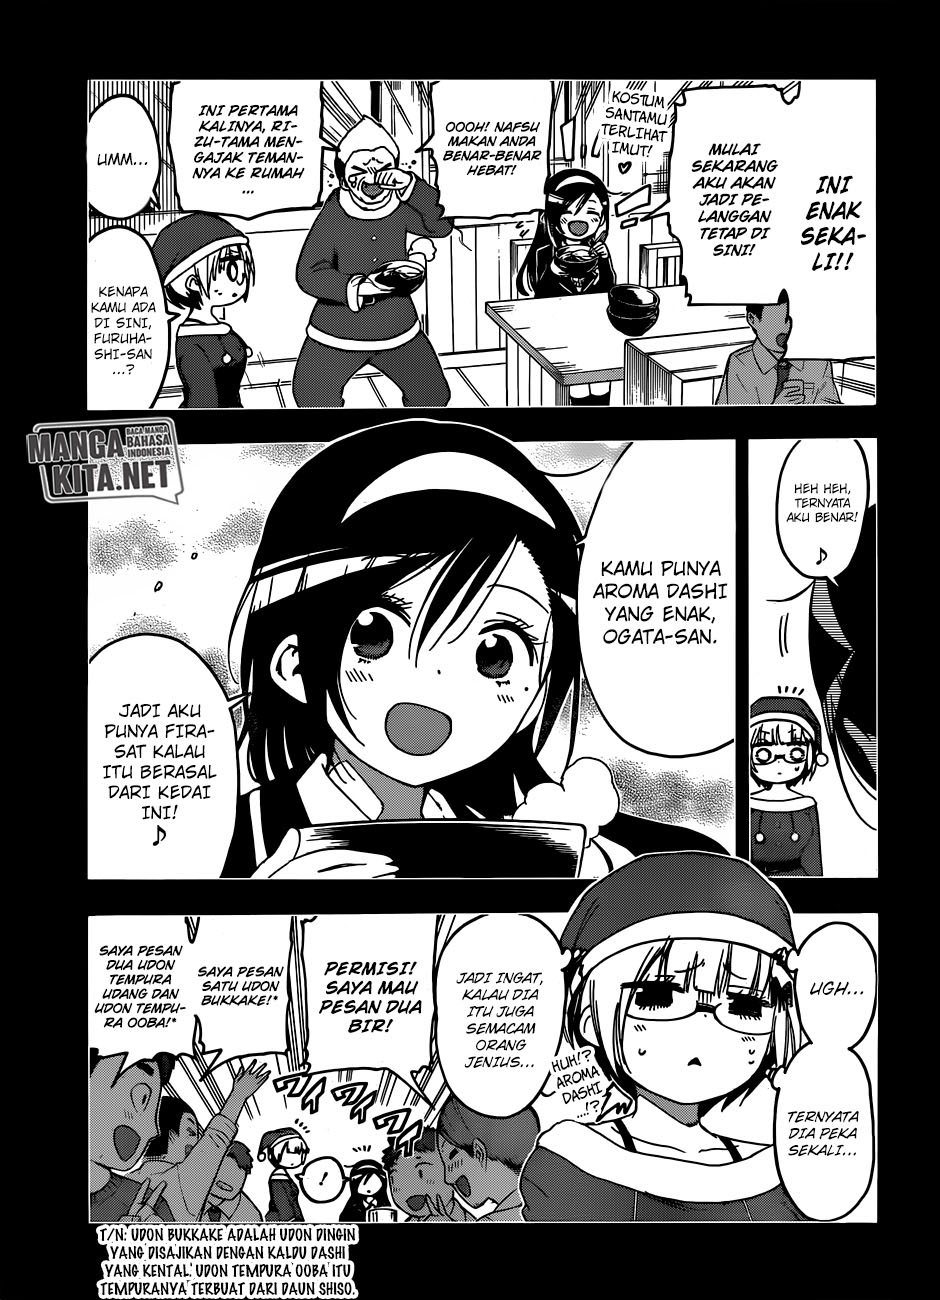 INI
ENAK
SEKA-
LI!!
MULAI
SEKARANG
AKU AKAN
JADI PE-
LANGGAN
TETAP DI
SINI!
KOSTUM
SANTAMU
TERLIHAT
IMUT!
OOOH! NAFSU
MAKAN ANDA
BENAR-BENAR
HEBAT!
INI PERTAMA
KALINYA, RI-
ZU-TAMA MEN-
GAJAK TEMAN-
NYA KE RUMAH
...
UMM...
KENAPA
KAMU ADA
DI SINI,
FURUHA-
SHI-SAN
...?
MANGA
KITA.NET
BACA MANGA
BAHASA
INDONESIA
HEH HEH,
TERNYATA
AKU BENAR!
♪
KAMU PUNYA
AROMA DASHI
YANG ENAK,
OGATA-SAN.
JADI AKU
PUNYA FIRA-
SAT KALAU
ITU BERASAL
DARI KEDAI
INI!
♪
UGH...
TERNYATA
DIA PEKA
SEKALI...
HUH!?
AROMA
DASHI
...!?
JADI INGAT,
KALAU DIA
ITU JUGA
SEMACAM
ORANG
JENIUS...
PERMISI!
SAYA MAU
PESAN DUA
BIR!
SAYA PESAN
SATU UDON
BUKKAKE!*
SAYA PESAN
DUA UDON
TEMPURA
UDANG DAN
UDON TEMPU-
RA OOBA!*
ワイ ワイ ワイ
!
T/N: UDON BUKKAKE ADALAH UDON DINGIN
YANG DISAJIKAN DENGAN KALDU DASHI
YANG KENTAL. UDON TEMPURA OOBA ITU
TEMPURANYA TERBUAT DARI DAUN SHISO.